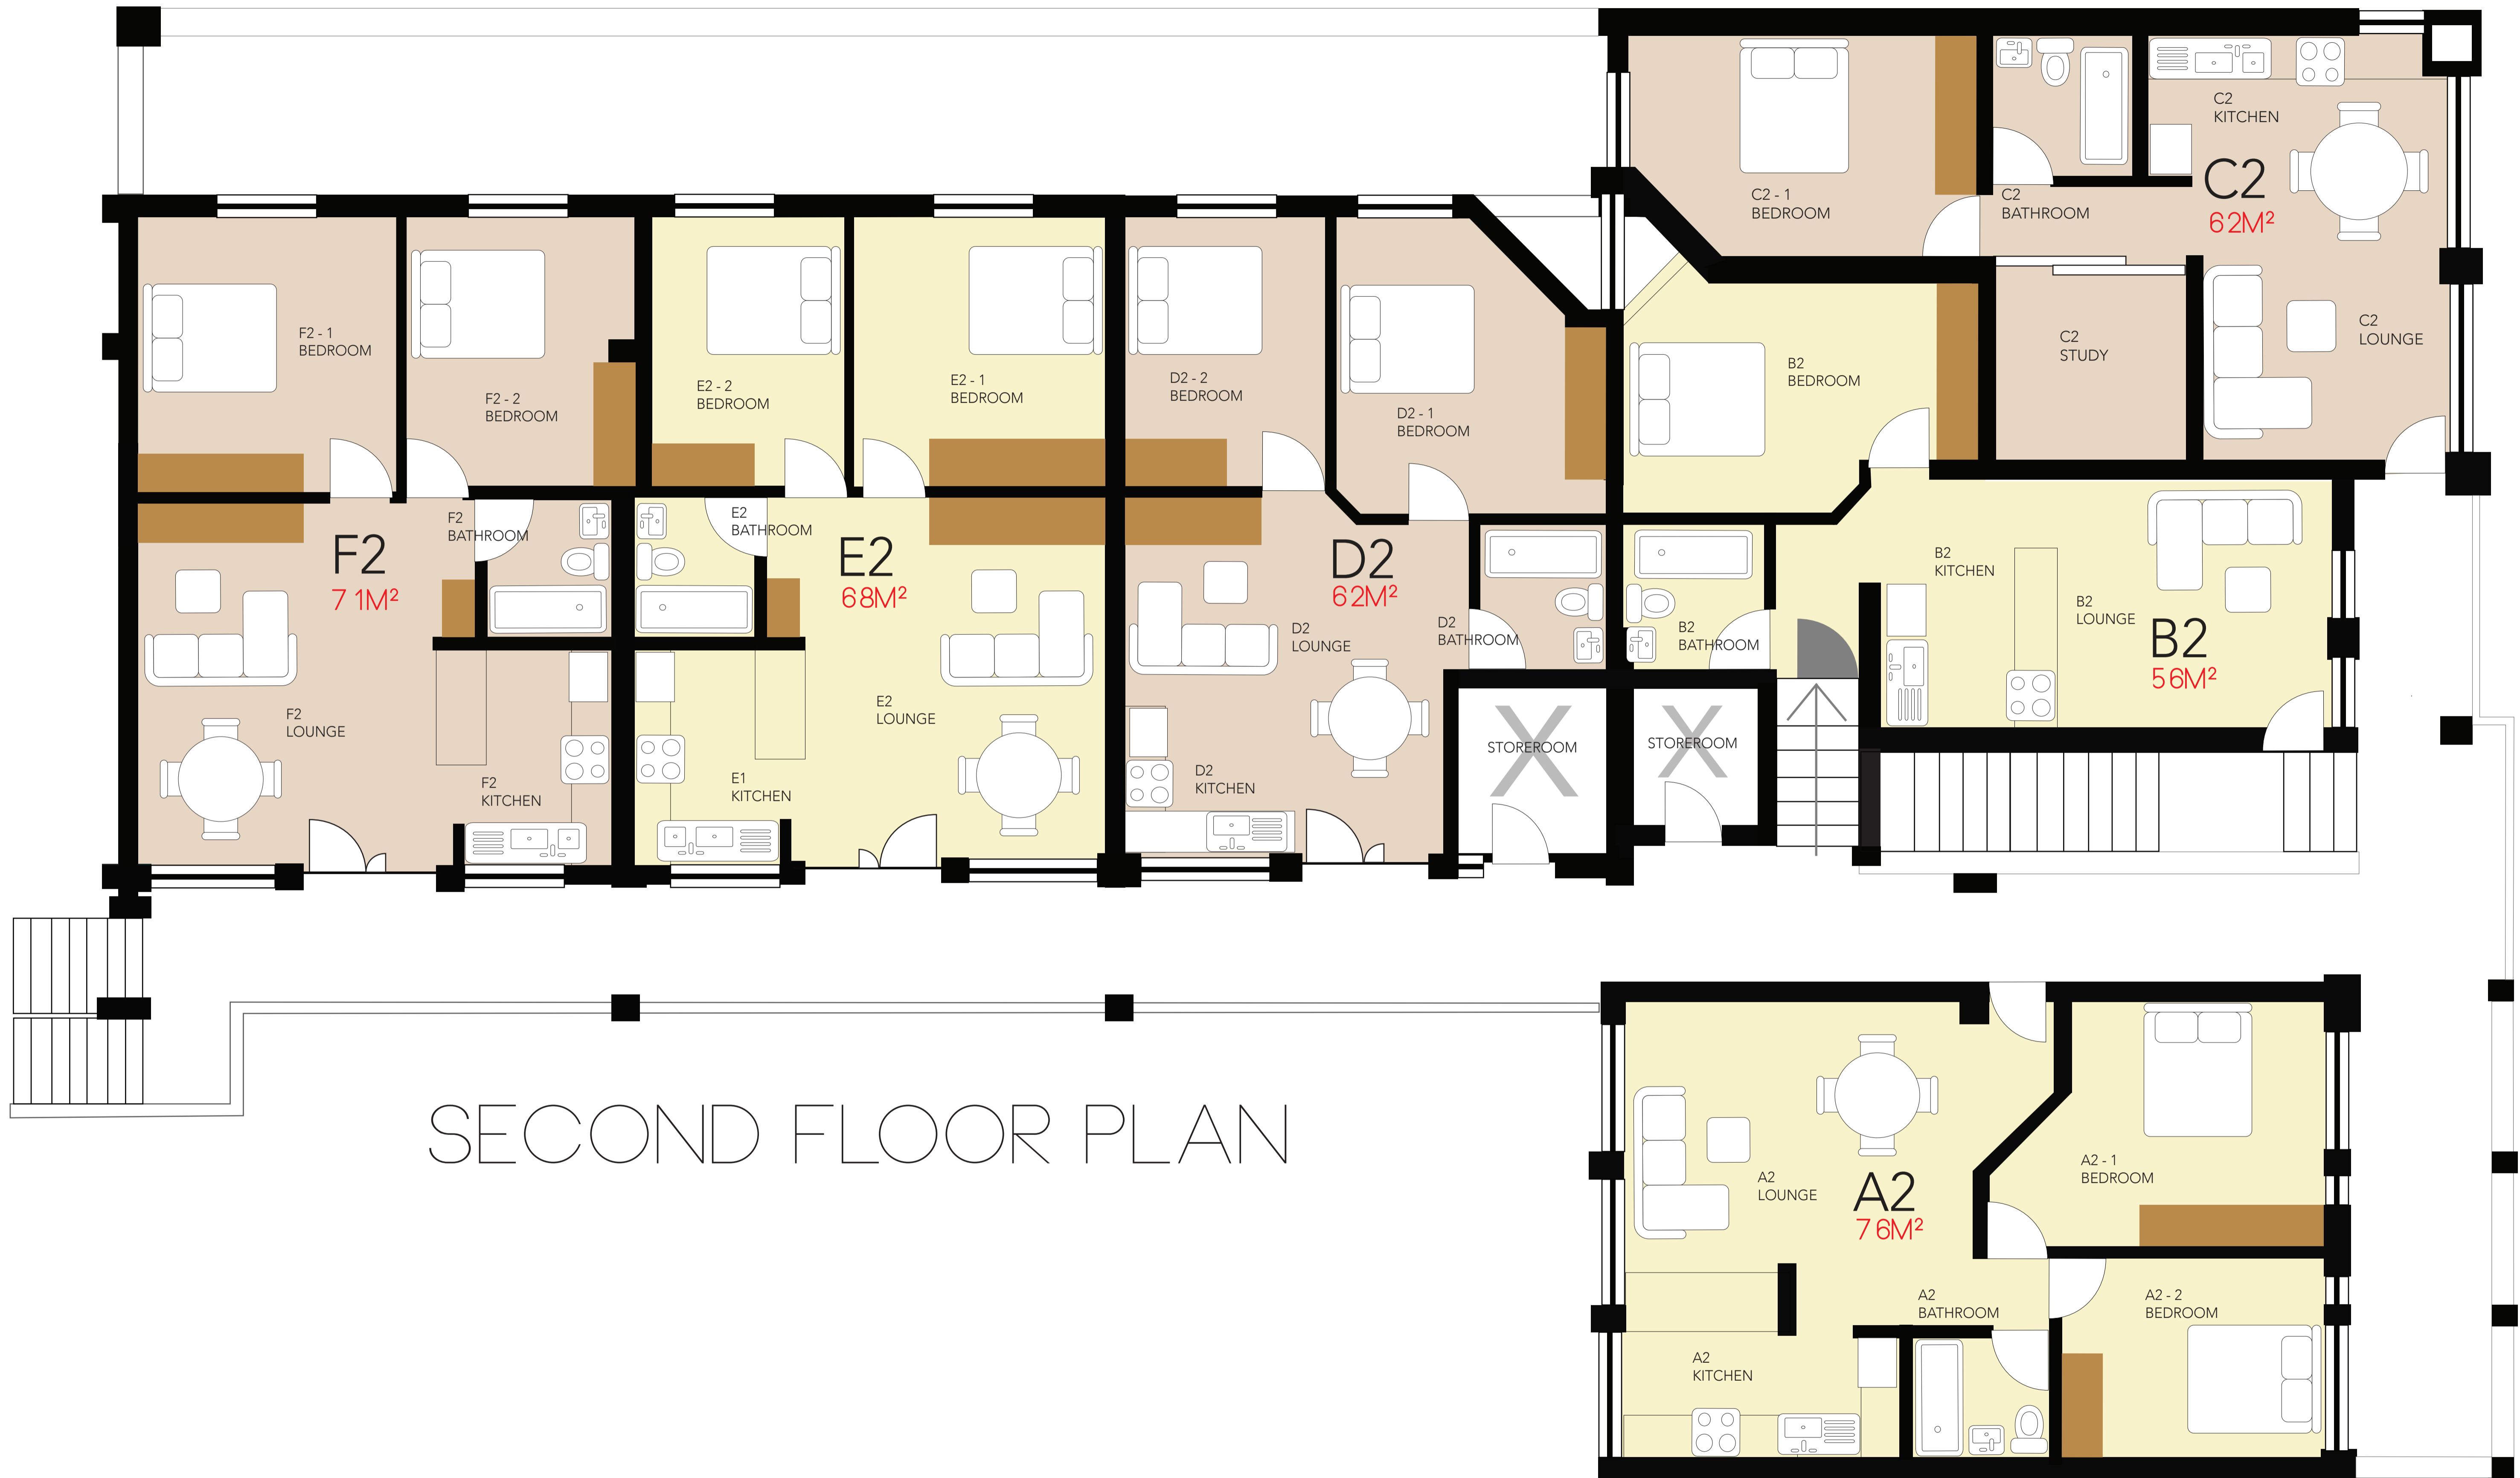 C2
KITCHEN
C2
62M²
C2 - 1
BEDROOM
C2
BATHROOM
C2
STUDY
C2
LOUNGE
F2 - 1
BEDROOM
F2 - 2
BEDROOM
E2 - 2
BEDROOM
E2 - 1
BEDROOM
D2 - 2
BEDROOM
D2 - 1
BEDROOM
B2
BEDROOM
F2
BATHROOM
F2
71M²
F2
LOUNGE
F2
KITCHEN
E2
BATHROOM
E2
68M²
E2
LOUNGE
E1
KITCHEN
D2
62M²
D2
LOUNGE
D2
BATHROOM
D2
KITCHEN
STOREROOM
X
STOREROOM
X
B2
BATHROOM
B2
KITCHEN
B2
LOUNGE
B2
56M²
SECOND FLOOR PLAN
A2
LOUNGE
A2
76M²
A2 - 1
BEDROOM
A2
BATHROOM
A2 - 2
BEDROOM
A2
KITCHEN